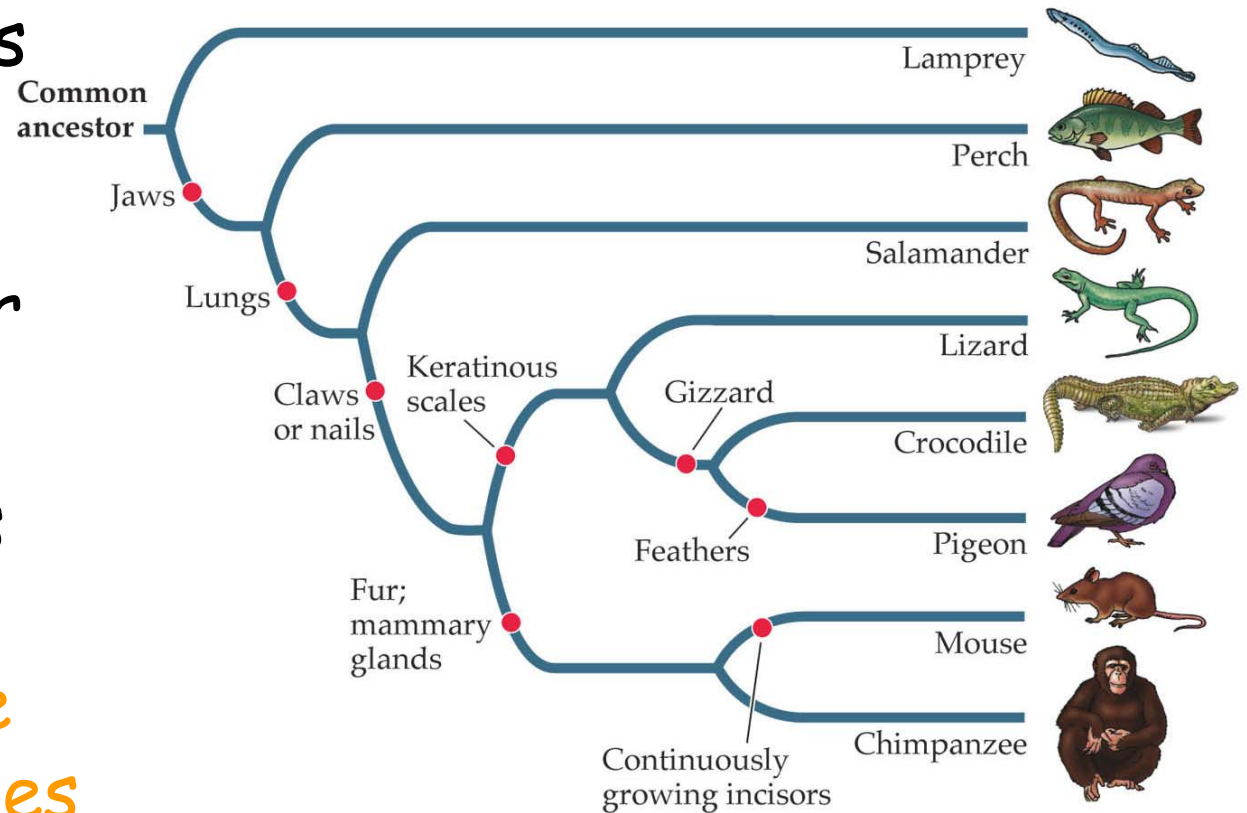 s
Common
ancestor
Lamprey
Perch
Jaws
Salamander
Lungs
r
Lizard
Keratinous
scales
Gizzard
Claws
or nails
Crocodile
s
Feathers
Pigeon
Fur;
mammary
glands
Mouse
e
Chimpanzee
Continuously
growing incisors
es